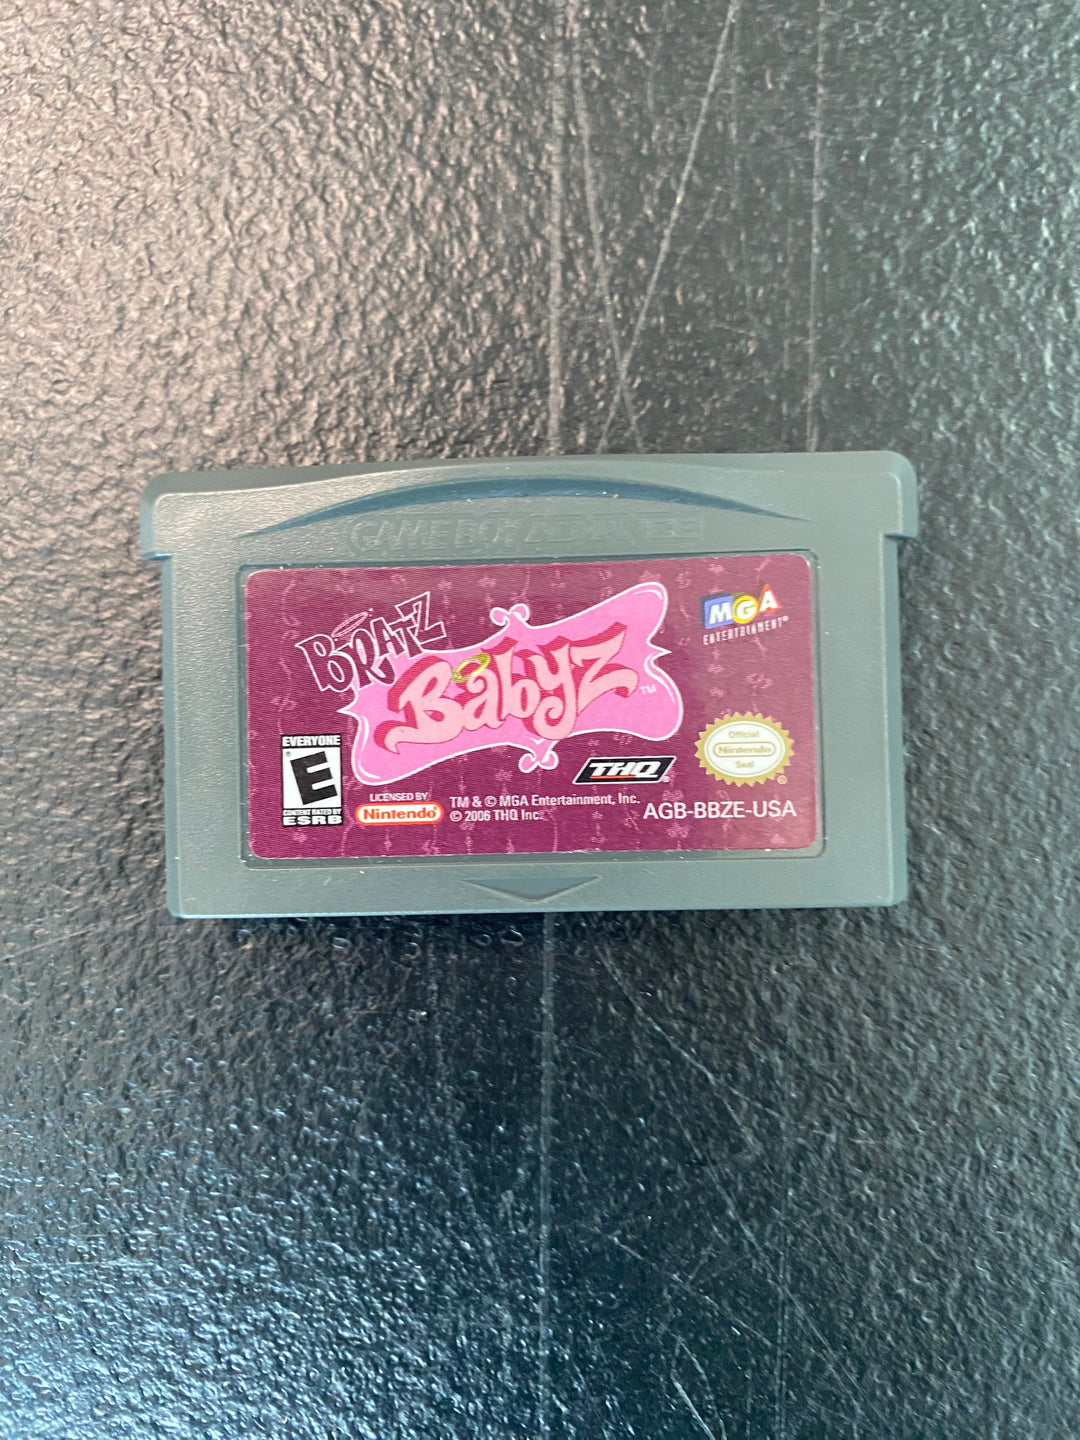 GAME BOY ADVANCE
BRATZ
Babyz TM
MGA
ENTERTAINMENT®
EVERYONE
E
CONTENT RATED BY
ESRB
LICENSED BY
Nintendo®
TM & © MGA Entertainment, Inc.
© 2006 THQ Inc.
THQ®
Official
Nintendo
Seal
AGB-BBZE-USA